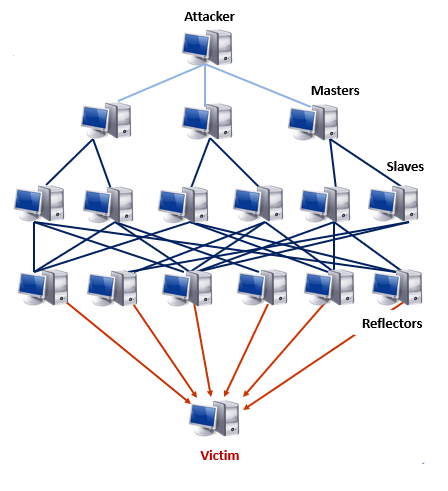 Attacker
Masters
Slaves
Reflectors
Victim